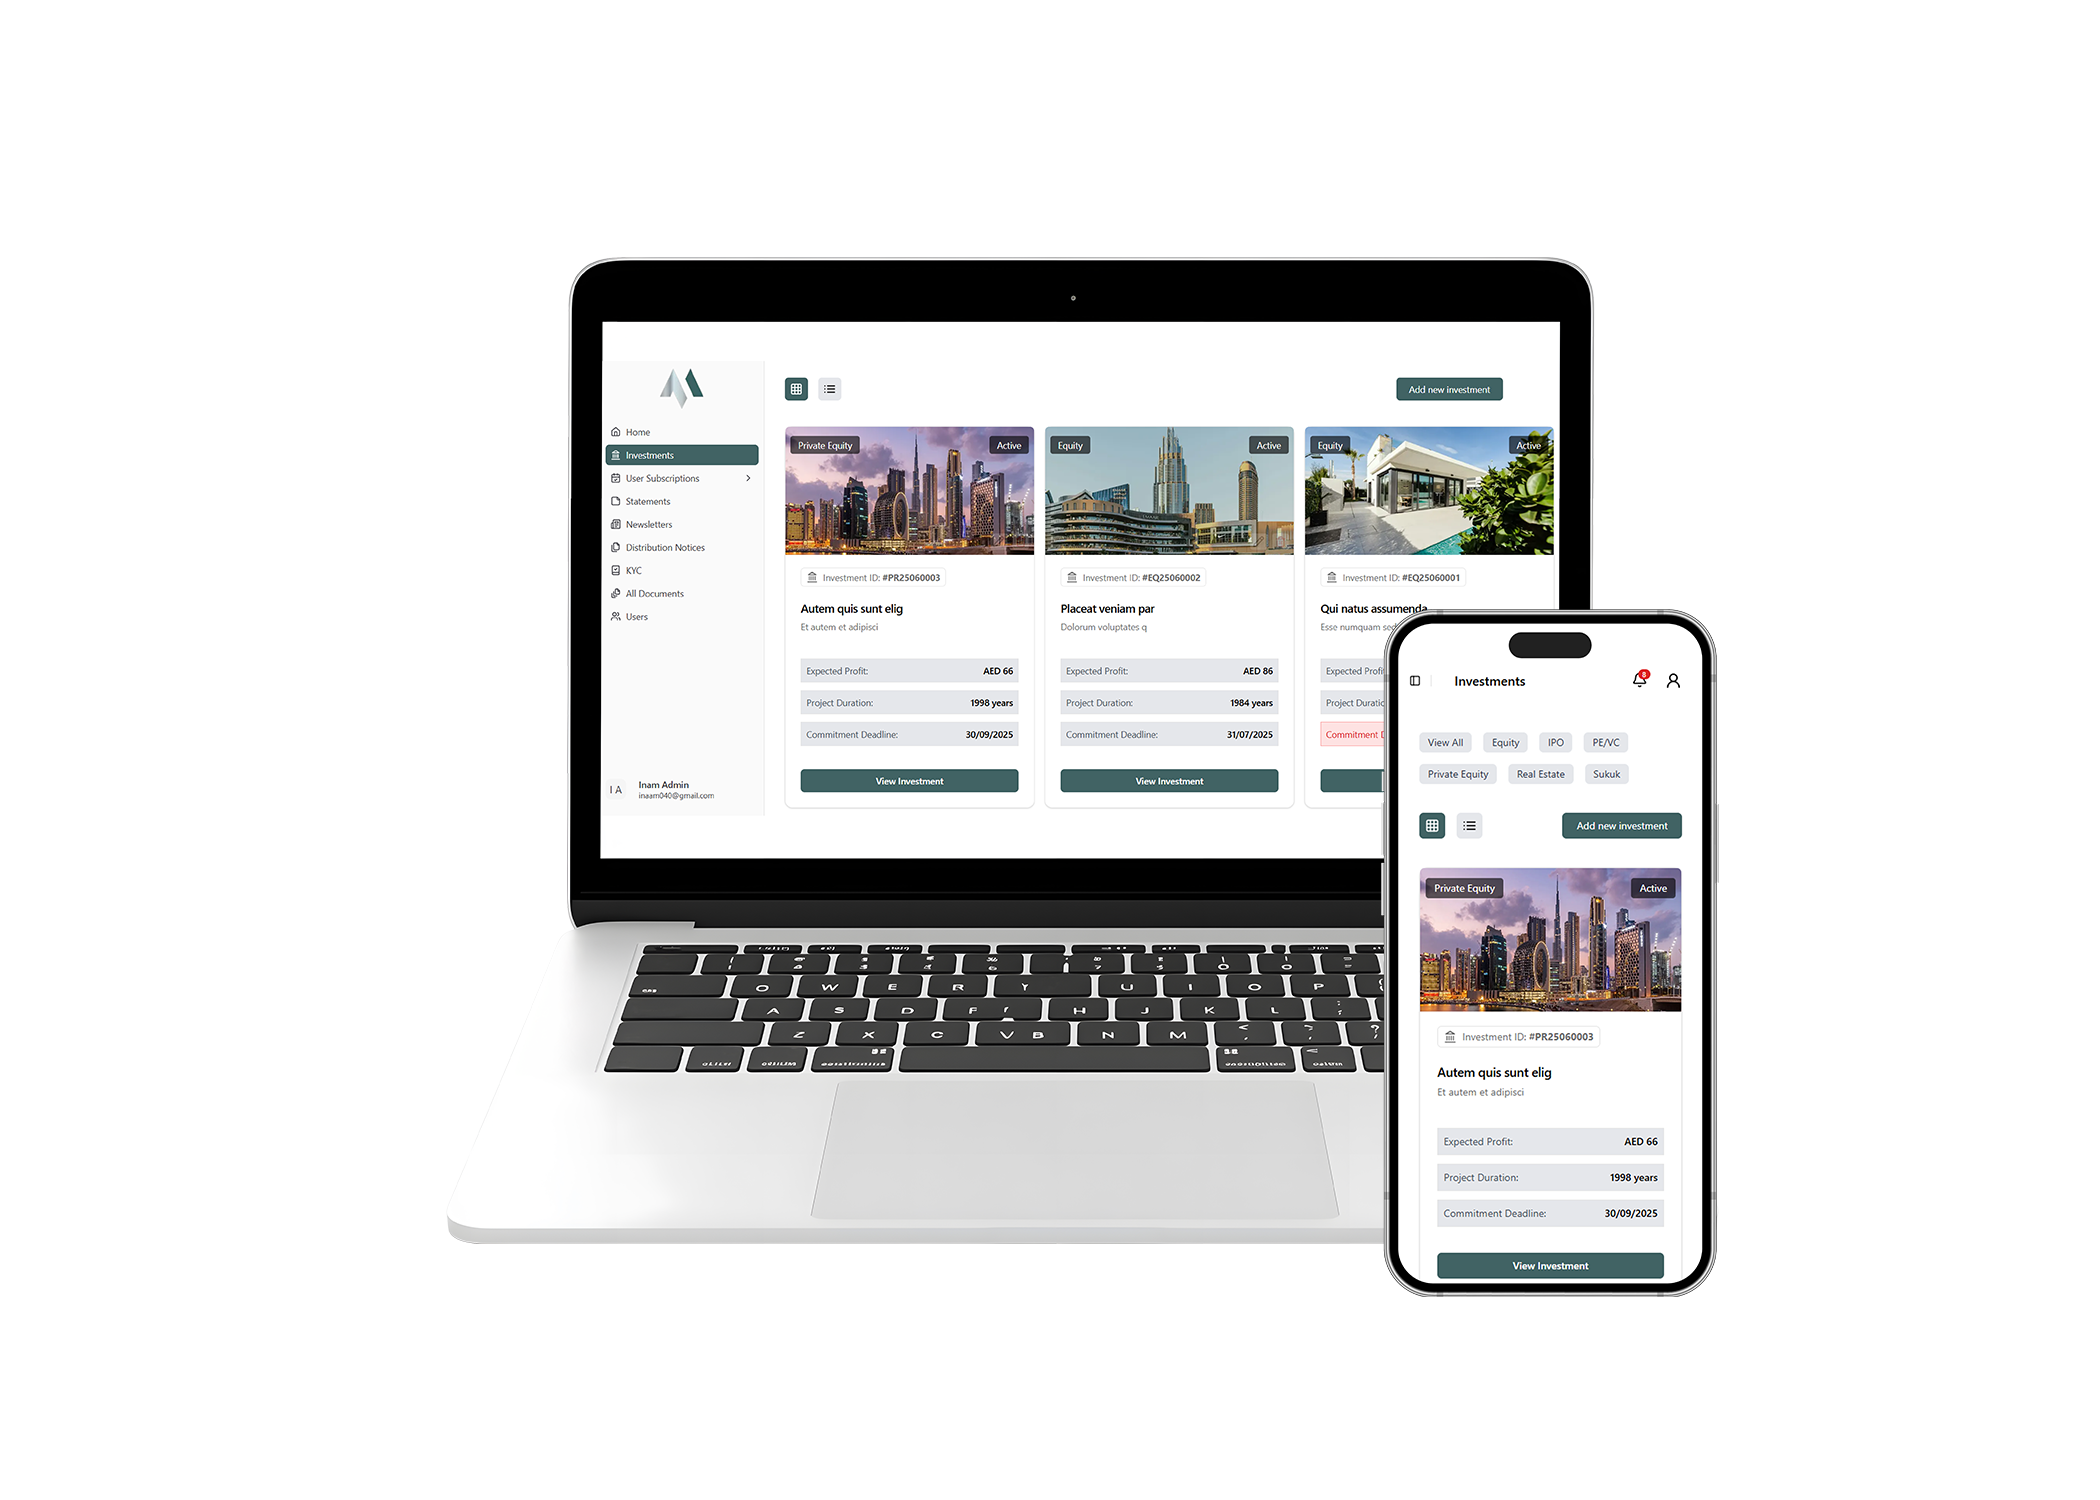 Add new investment
Home
Investments
User Subscriptions
Statements
Newsletters
Distribution Notices
KYC
All Documents
Users
I A
Inam Admin
inaam040@gmail.com
Private Equity
Active
Investment ID: #PR25060003
Autem quis sunt elig
Et autem et adipisci
Expected Profit: AED 66
Project Duration: 1998 years
Commitment Deadline: 30/09/2025
View Investment
Equity
Active
Investment ID: #EQ25060002
Placeat veniam par
Dolorum voluptates q
Expected Profit: AED 86
Project Duration: 1984 years
Commitment Deadline: 31/07/2025
View Investment
Equity
Active
Investment ID: #EQ25060001
Qui natus assumenda
Esse numquam
Expected
Project
Commitment
Investments
8
View All
Equity
IPO
PE/VC
Private Equity
Real Estate
Sukuk
Add new investment
Private Equity
Active
Investment ID: #PR25060003
Autem quis sunt elig
Et autem et adipisci
Expected Profit: AED 66
Project Duration: 1998 years
Commitment Deadline: 30/09/2025
View Investment
O W E R Y U I O P
A S D F H J K L
Z X C V B N M